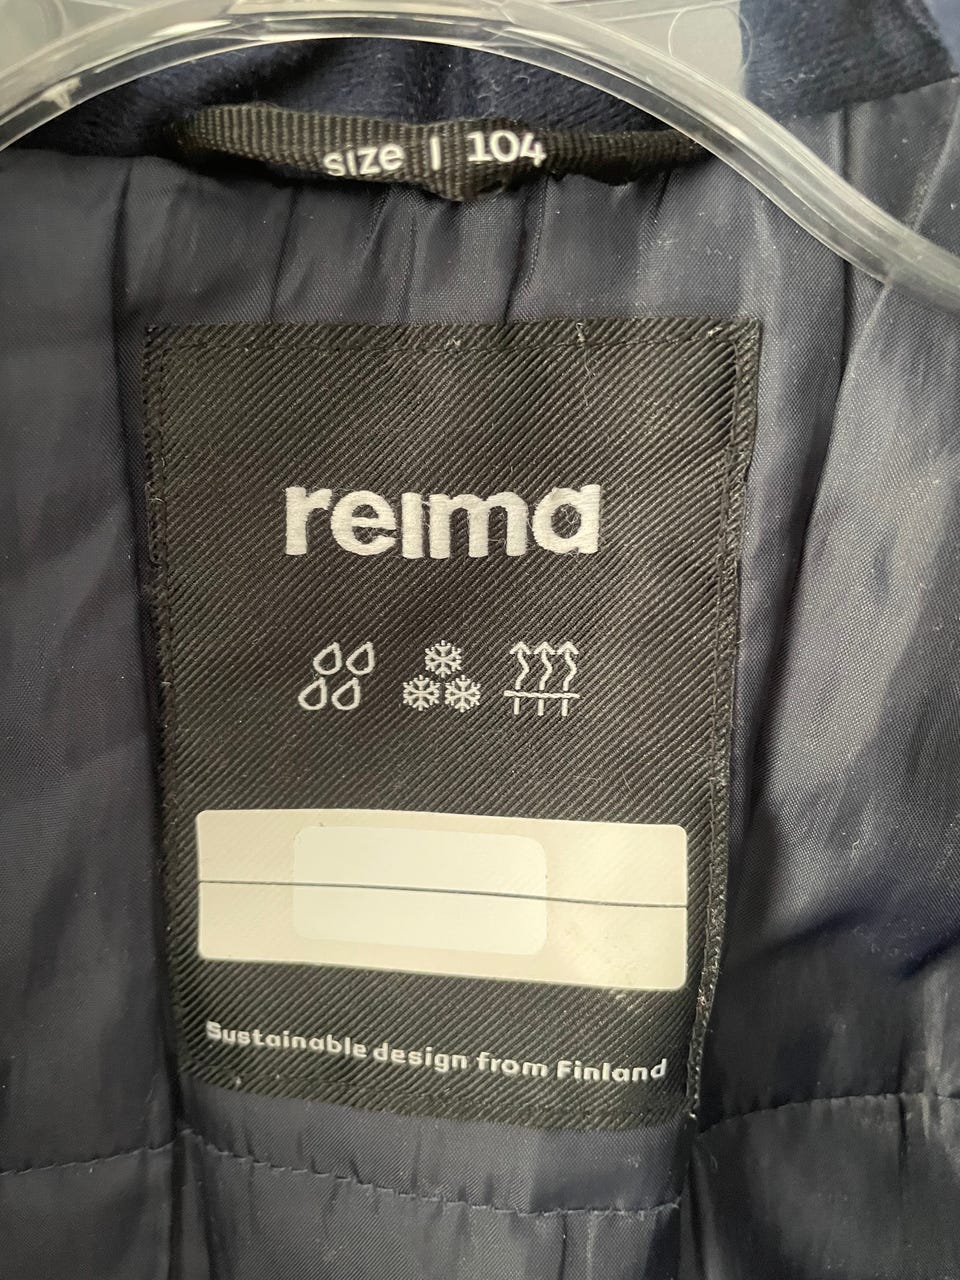 size | 104
reima
Sustainable design from Finland